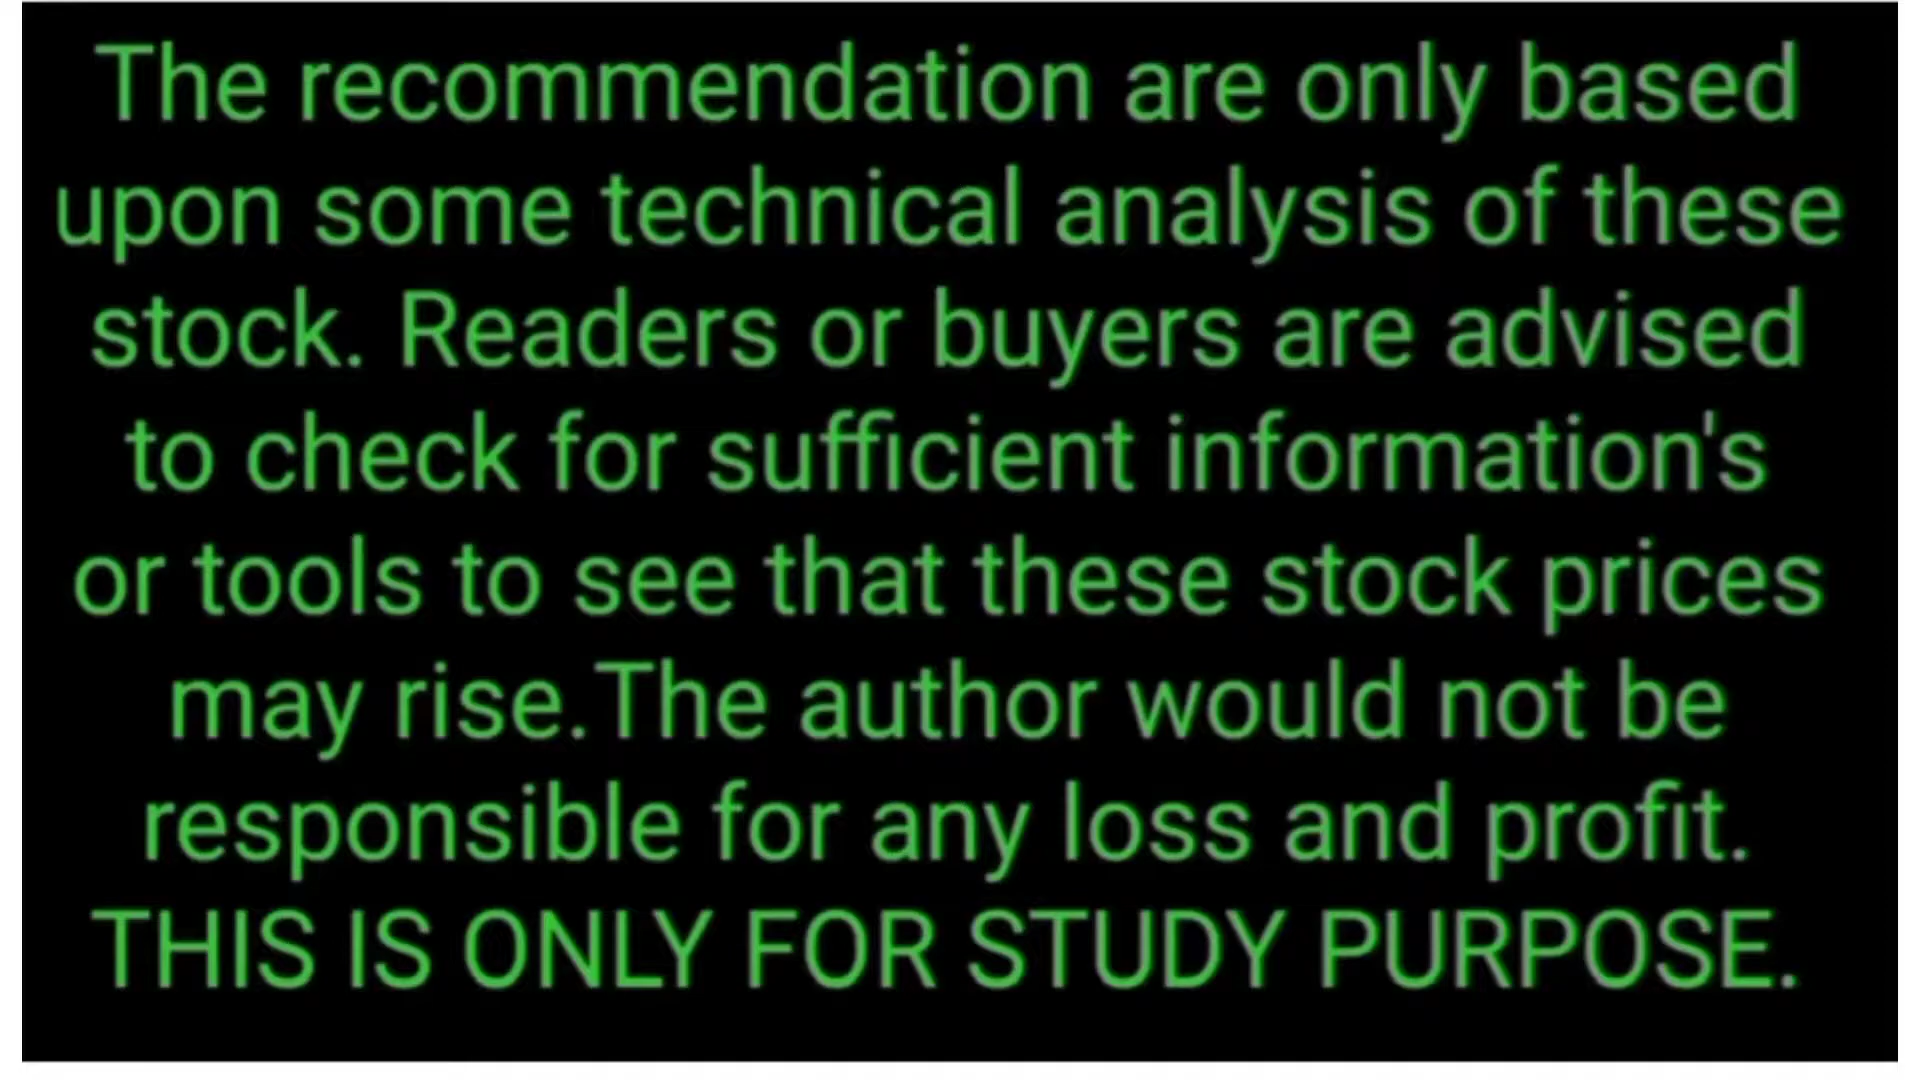 The recommendation are only based
upon some technical analysis of these
stock. Readers or buyers are advised
to check for sufficient information's
or tools to see that these stock prices
may rise.The author would not be
responsible for any loss and profit.
THIS IS ONLY FOR STUDY PURPOSE.